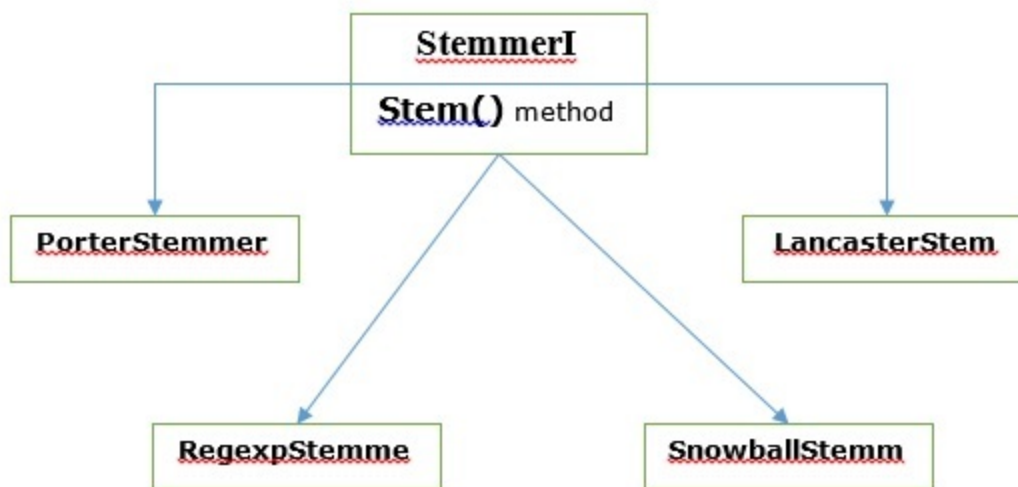 StemmerI
Stem() method
PorterStemmer
LancasterStem
RegexpStemme
SnowballStemm